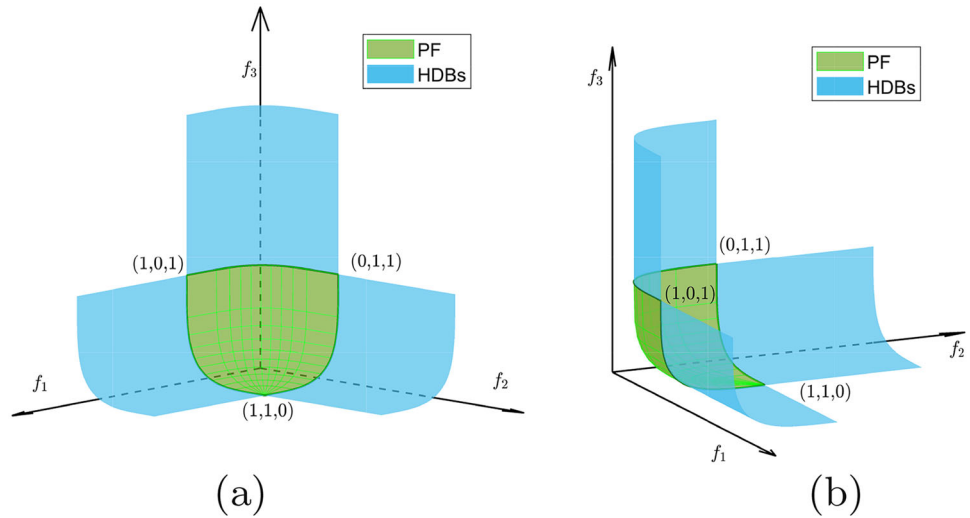 f₃
PF
HDBs
(1,0,1)
(0,1,1)
f₁
f₂
(1,1,0)
(a)
f₃
PF
HDBs
(0,1,1)
(1,0,1)
f₂
(1,1,0)
f₁
(b)